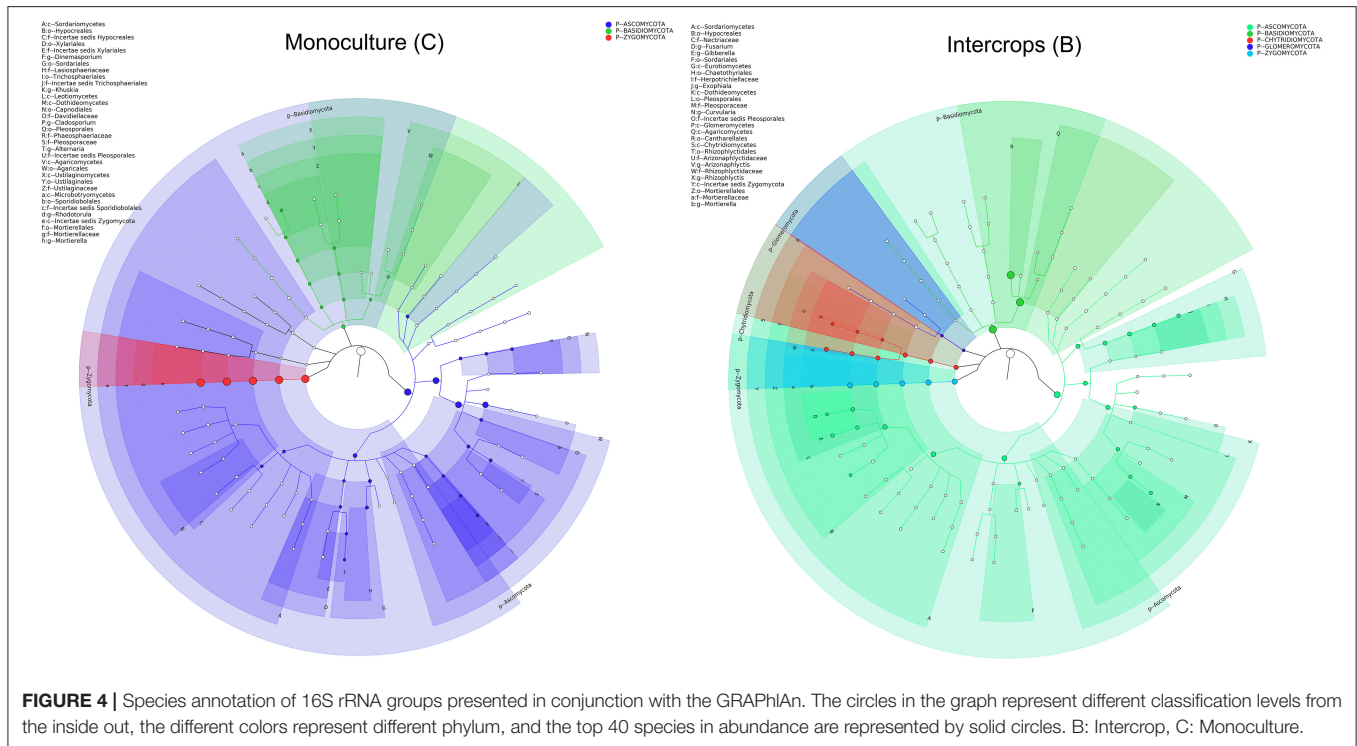 A:c--Sordariomycetes
B:o--Hypocreales
C:f--Incertae sedis Hypocreales
D:o--Xylariales
E:f--Incertae sedis Xylariales
F:g--Dinemasporium
G:o--Sordariales
H:f--Lasiosphaeriaceae
I:o--Trichosphaeriales
J:f--Incertae sedis Trichosphaeriales
K:g--Khuskia
L:c--Leotiomycetes
M:c--Dothideomycetes
N:o--Capnodiales
O:f--Davidiellaceae
P:g--Cladosporium
Q:o--Pleosporales
R:f--Phaeosphaeriaceae
S:f--Pleosporaceae
T:g--Alternaria
U:f--Incertae sedis Pleosporales
V:c--Agaricomycetes
W:o--Agaricales
X:c--Ustilaginomycetes
Y:o--Ustilaginales
Z:f--Ustilaginaceae
a:c--Microbotryomycetes
b:o--Sporidiobolales
c:f--Incertae sedis Sporidiobolales
d:g--Rhodotorula
e:c--Incertae sedis Zygomycota
f:o--Mortierellales
g:f--Mortierellaceae
h:g--Mortierella
Monoculture (C)
P--ASCOMYCOTA
P--BASIDIOMYCOTA
P--ZYGOMYCOTA
p--Basidiomycota
p--Zygomycota
p--Ascomycota
A:c--Sordariomycetes
B:o--Hypocreales
C:f--Nectriaceae
D:g--Fusarium
E:g--Gibberella
F:o--Sordariales
G:c--Eurotiomycetes
H:o--Chaetothyriales
I:f--Herpotrichiellaceae
J:g--Exophiala
K:c--Dothideomycetes
L:o--Pleosporales
M:f--Pleosporaceae
N:g--Curvularia
O:f--Incertae sedis Pleosporales
P:c--Glomeromycetes
Q:c--Agaricomycetes
R:o--Cantharellales
S:c--Chytridiomycetes
T:o--Rhizophlyctidales
U:f--Arizonaphlyctidaceae
V:g--Arizonaphlyctis
W:f--Rhizophlyctidaceae
X:g--Rhizophlyctis
Y:c--Incertae sedis Zygomycota
Z:o--Mortierellales
a:f--Mortierellaceae
b:g--Mortierella
Intercrops (B)
P--ASCOMYCOTA
P--BASIDIOMYCOTA
P--CHYTRIDIOMYCOTA
P--GLOMEROMYCOTA
P--ZYGOMYCOTA
p--Basidiomycota
p--Glomeromycota
p--Chytridiomycota
p--Zygomycota
p--Ascomycota
FIGURE 4 | Species annotation of 16S rRNA groups presented in conjunction with the GRAPhlAn. The circles in the graph represent different classification levels from
the inside out, the different colors represent different phylum, and the top 40 species in abundance are represented by solid circles. B: Intercrop, C: Monoculture.